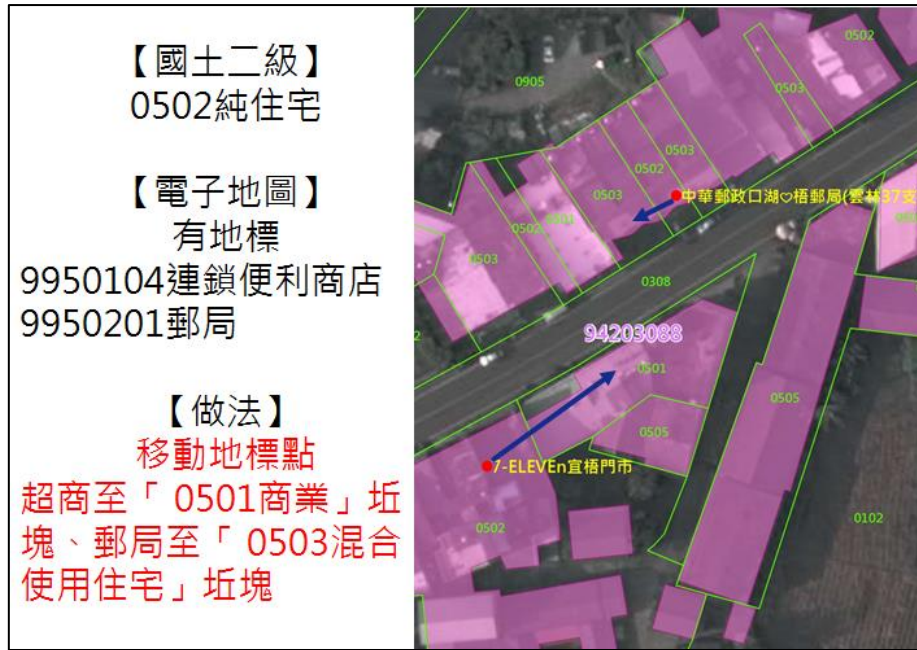 【國土二級】
0502純住宅
【電子地圖】
有地標
9950104連鎖便利商店
9950201郵局
【做法】
移動地標點
超商至「 0501商業」坵
塊、郵局至「 0503混合
使用住宅」坵塊
0502
0905
0503
0503
0502
中華郵政口湖♡梧郵局(雲林37支
0503
0502
0503
0308
94203088
0501
0505
0505
7-ELEVEn宜梧門市
0502
0102